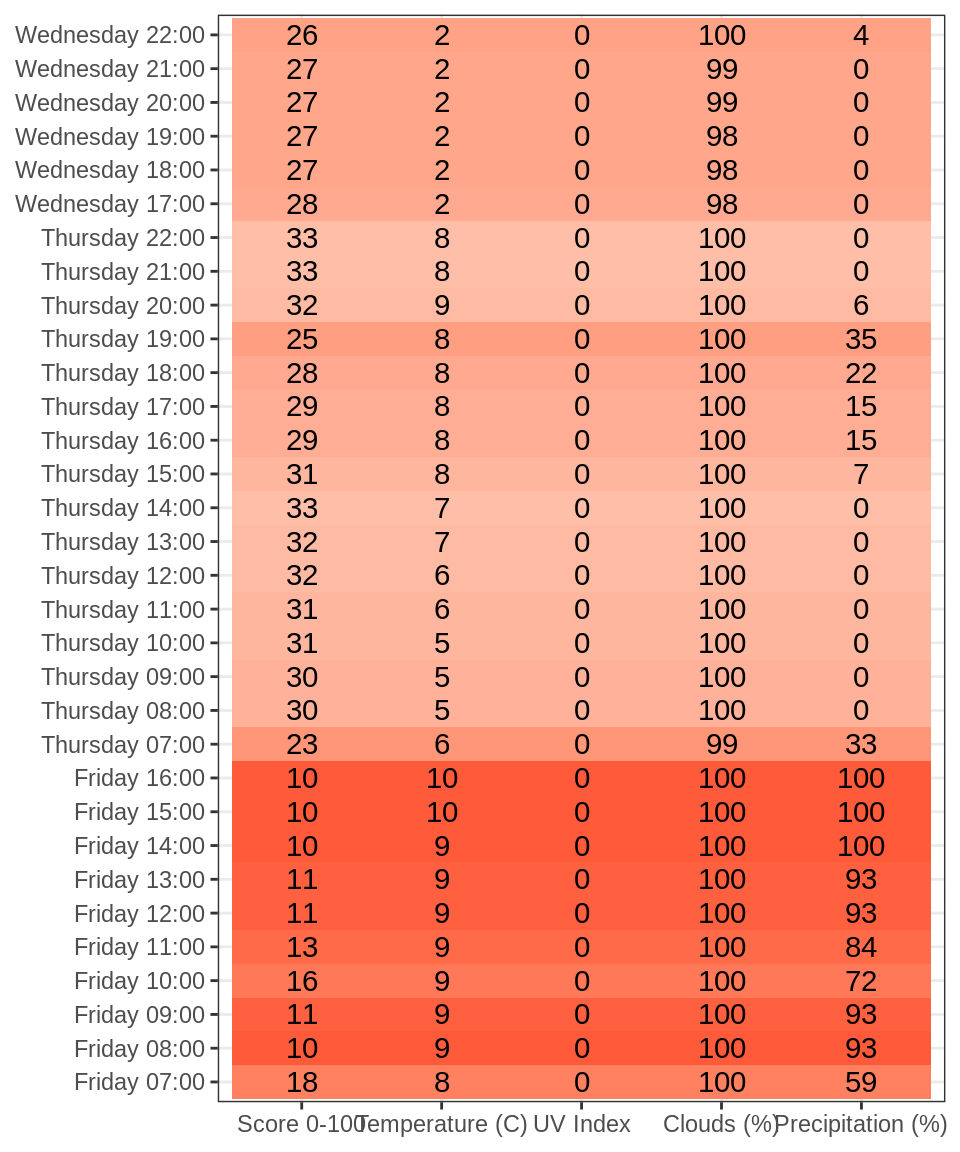 Wednesday 22:00 26 2 0 100 4
Wednesday 21:00 27 2 0 99 0
Wednesday 20:00 27 2 0 99 0
Wednesday 19:00 27 2 0 98 0
Wednesday 18:00 27 2 0 98 0
Wednesday 17:00 28 2 0 98 0
Thursday 22:00 33 8 0 100 0
Thursday 21:00 33 8 0 100 0
Thursday 20:00 32 9 0 100 6
Thursday 19:00 25 8 0 100 35
Thursday 18:00 28 8 0 100 22
Thursday 17:00 29 8 0 100 15
Thursday 16:00 29 8 0 100 15
Thursday 15:00 31 8 0 100 7
Thursday 14:00 33 7 0 100 0
Thursday 13:00 32 7 0 100 0
Thursday 12:00 32 6 0 100 0
Thursday 11:00 31 6 0 100 0
Thursday 10:00 31 5 0 100 0
Thursday 09:00 30 5 0 100 0
Thursday 08:00 30 5 0 100 0
Thursday 07:00 23 6 0 99 33
Friday 16:00 10 10 0 100 100
Friday 15:00 10 10 0 100 100
Friday 14:00 10 9 0 100 100
Friday 13:00 11 9 0 100 93
Friday 12:00 11 9 0 100 93
Friday 11:00 13 9 0 100 84
Friday 10:00 16 9 0 100 72
Friday 09:00 11 9 0 100 93
Friday 08:00 10 9 0 100 93
Friday 07:00 18 8 0 100 59
Score 0-100 Temperature (C) UV Index Clouds (%) Precipitation (%)